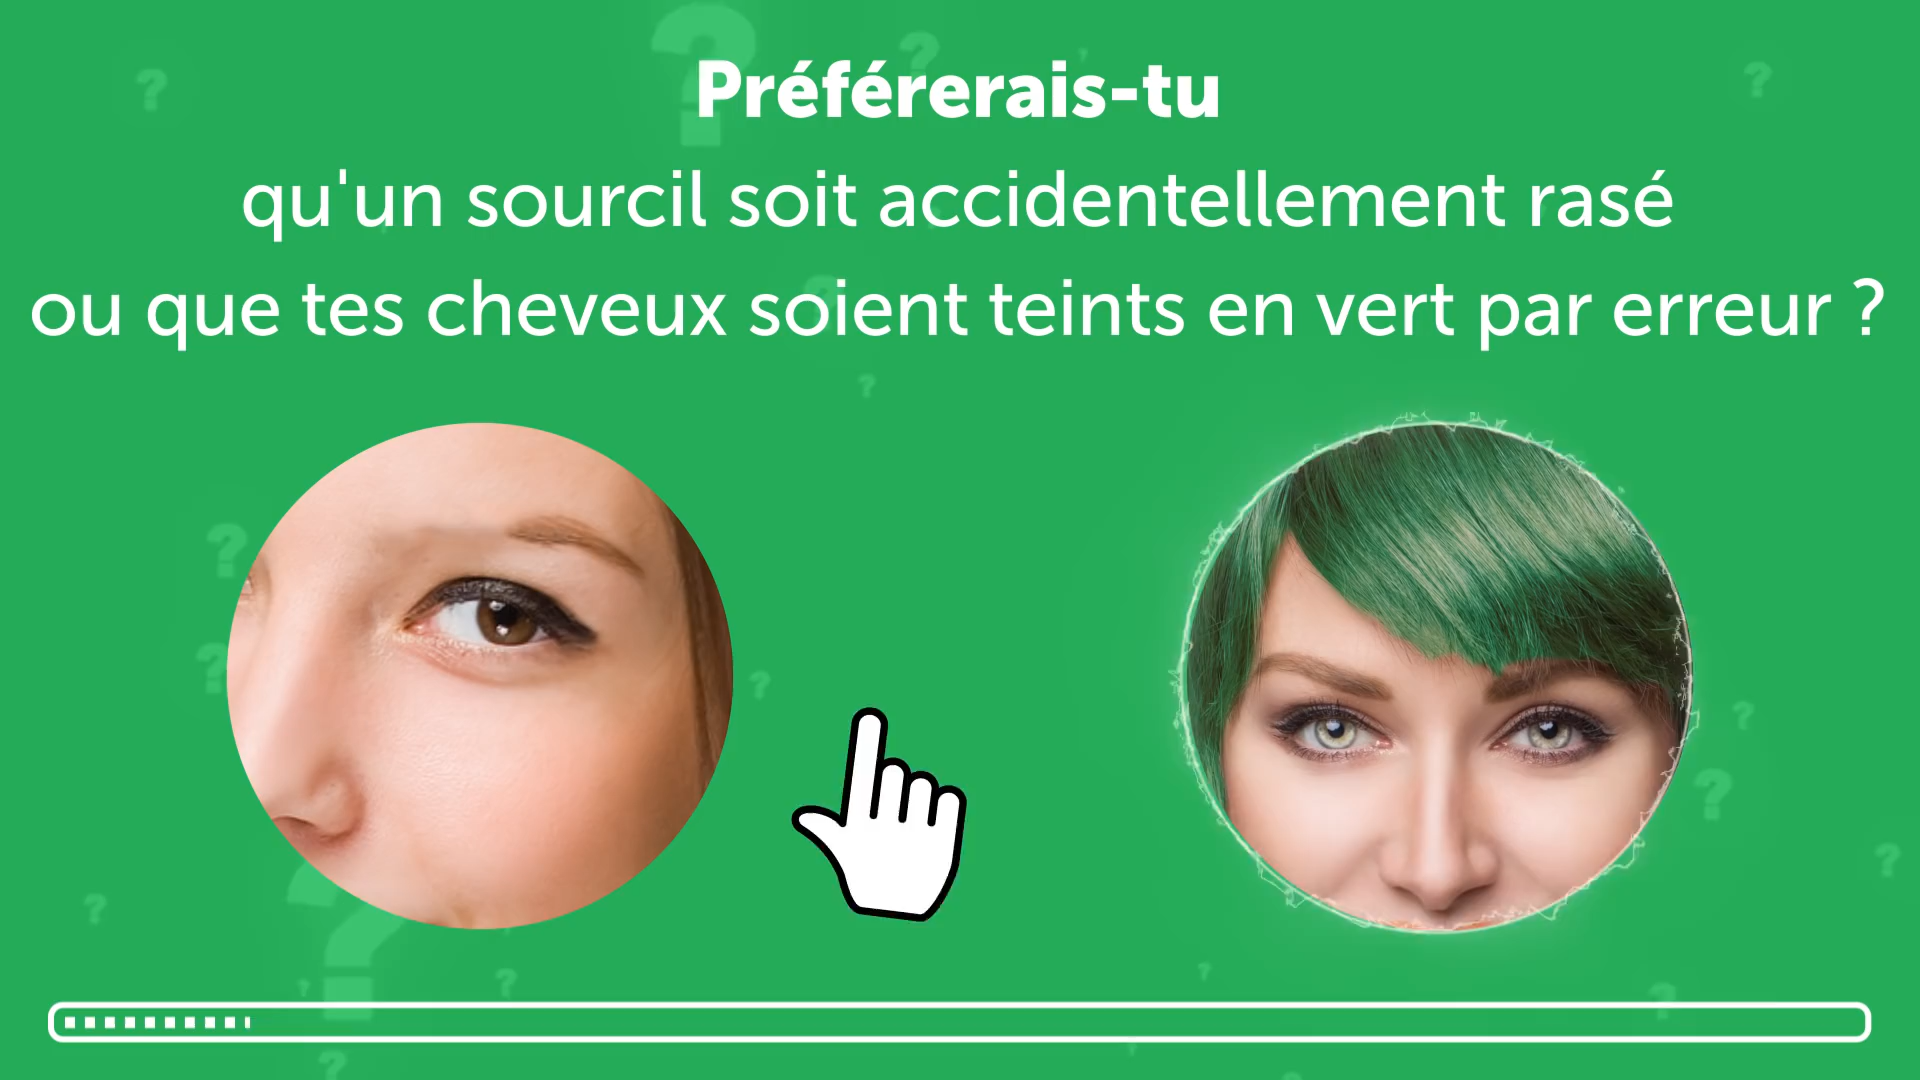 Préférerais-tu
qu'un sourcil soit accidentellement rasé
ou que tes cheveux soient teints en vert par erreur ?